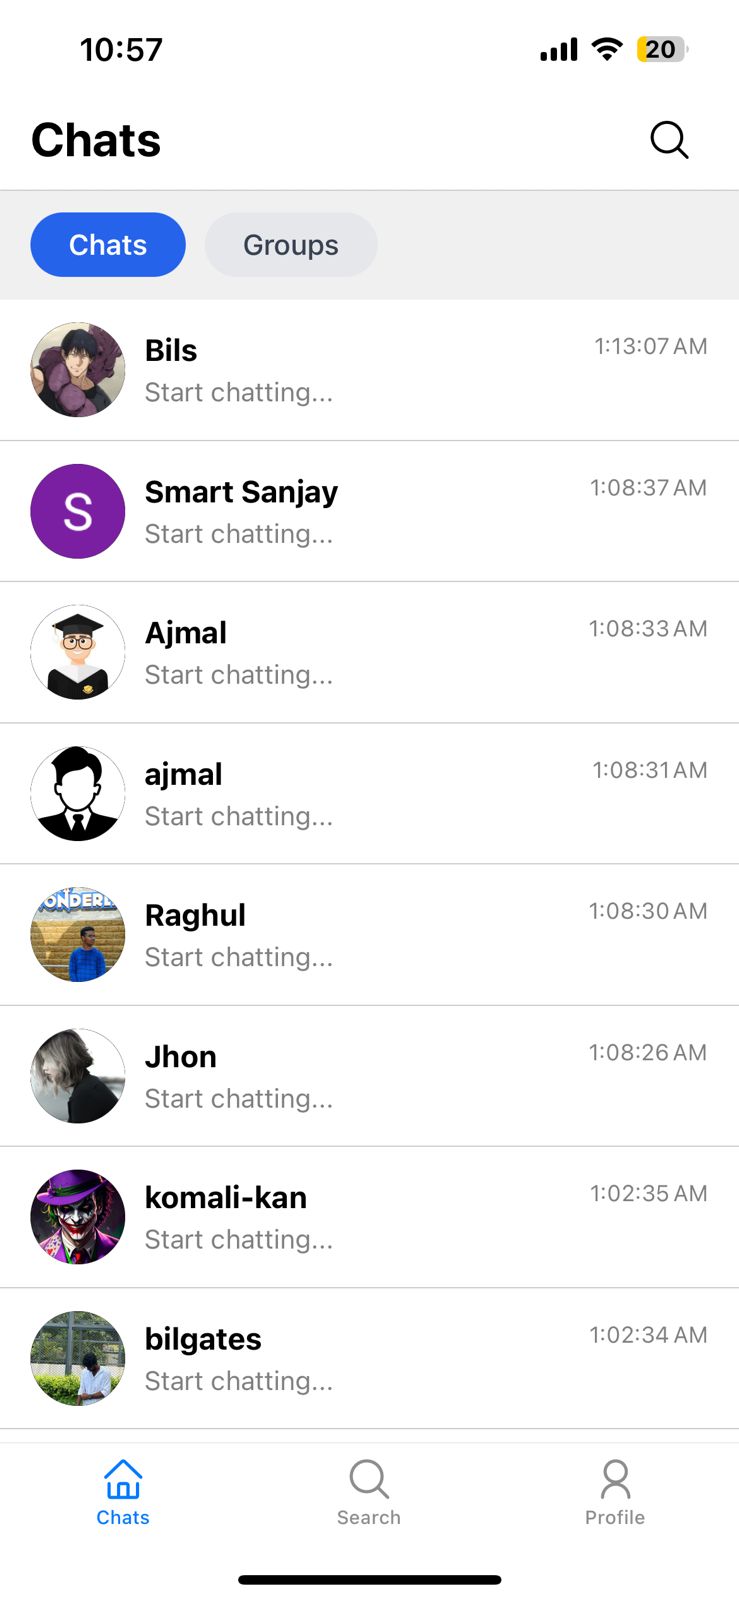 10:57
20
Chats
Chats
Groups
Bils
1:13:07 AM
Start chatting...
S
Smart Sanjay
1:08:37 AM
Start chatting...
Ajmal
1:08:33 AM
Start chatting...
ajmal
1:08:31 AM
Start chatting...
Raghul
1:08:30 AM
Start chatting...
Jhon
1:08:26 AM
Start chatting...
komali-kan
1:02:35 AM
Start chatting...
bilgates
1:02:34 AM
Start chatting...
Chats
Search
Profile